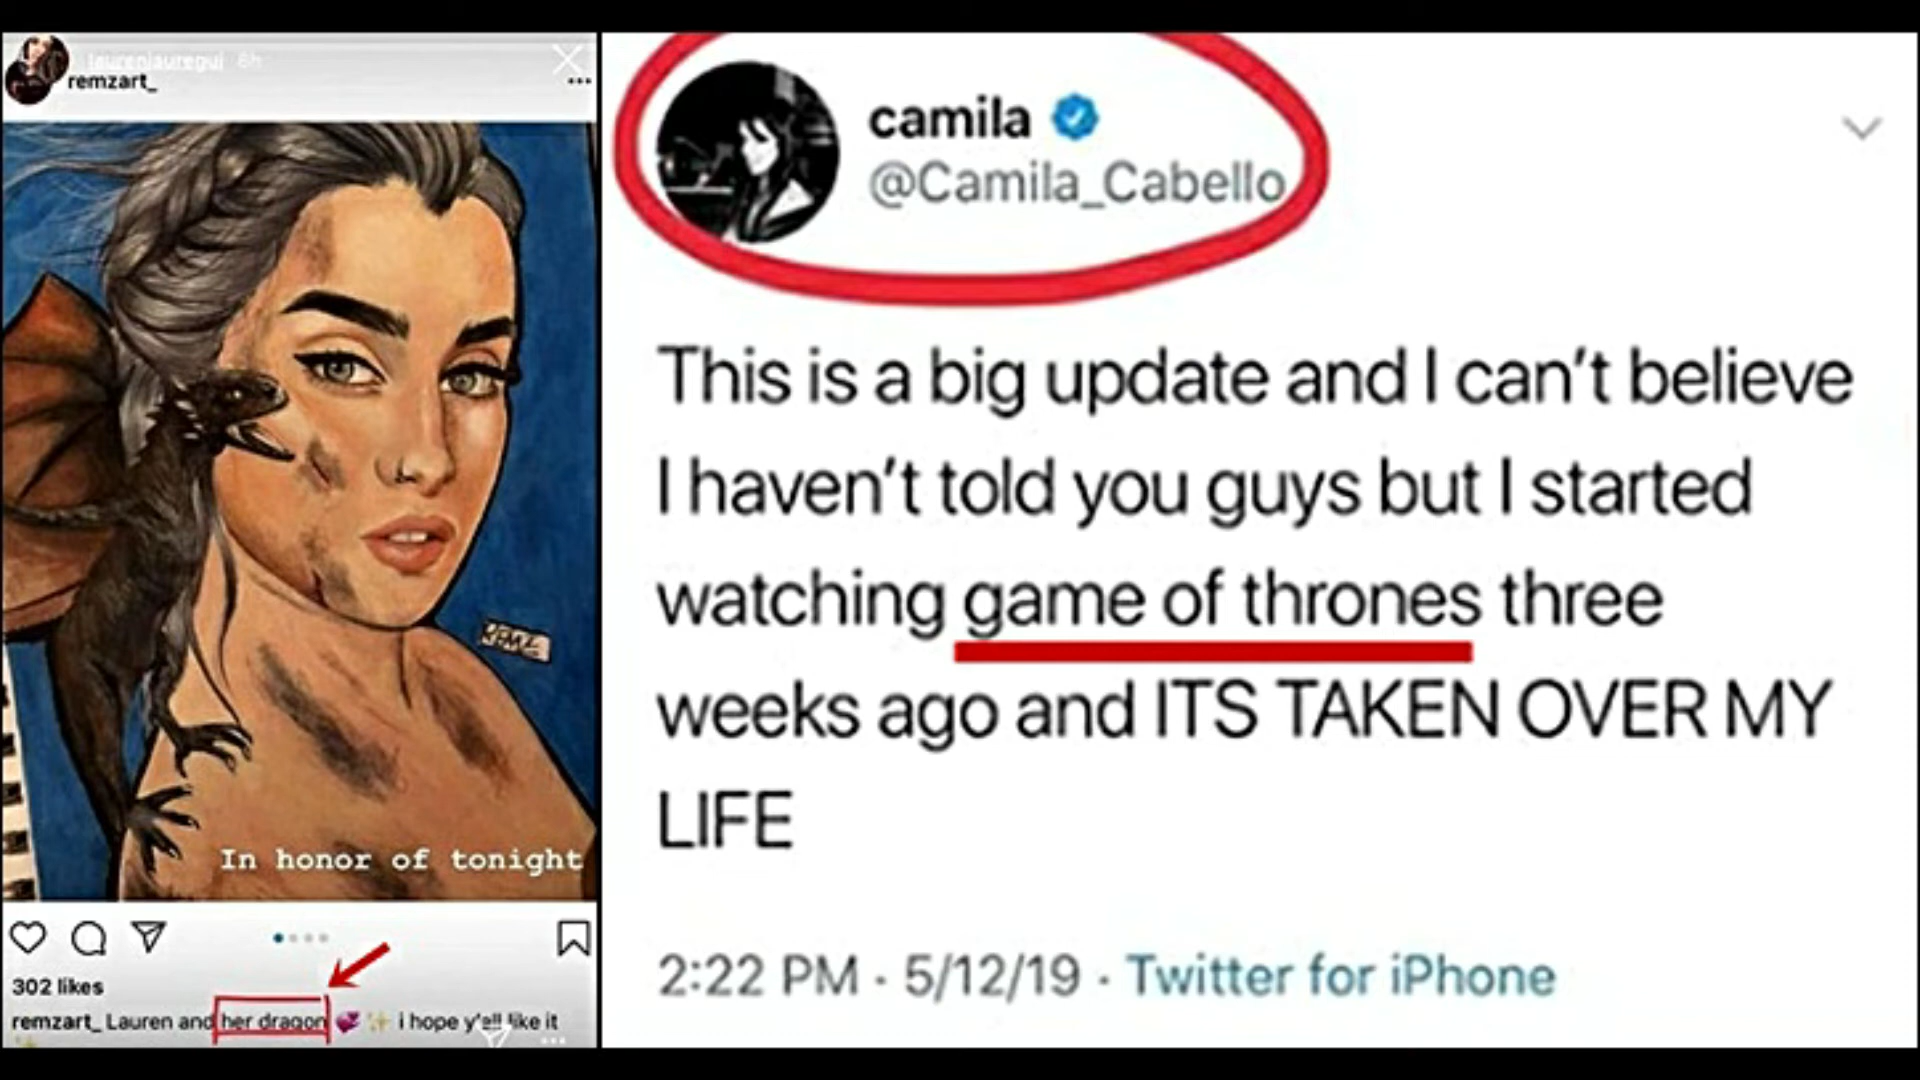 laurenjauregui 6h
remzart_
In honor of tonight
302 likes
remzart_ Lauren and her dragon 💞 ✨ i hope y'all like it
✨
camila
@Camila_Cabello
This is a big update and I can't believe
I haven't told you guys but I started
watching game of thrones three
weeks ago and ITS TAKEN OVER MY
LIFE
2:22 PM · 5/12/19 · Twitter for iPhone